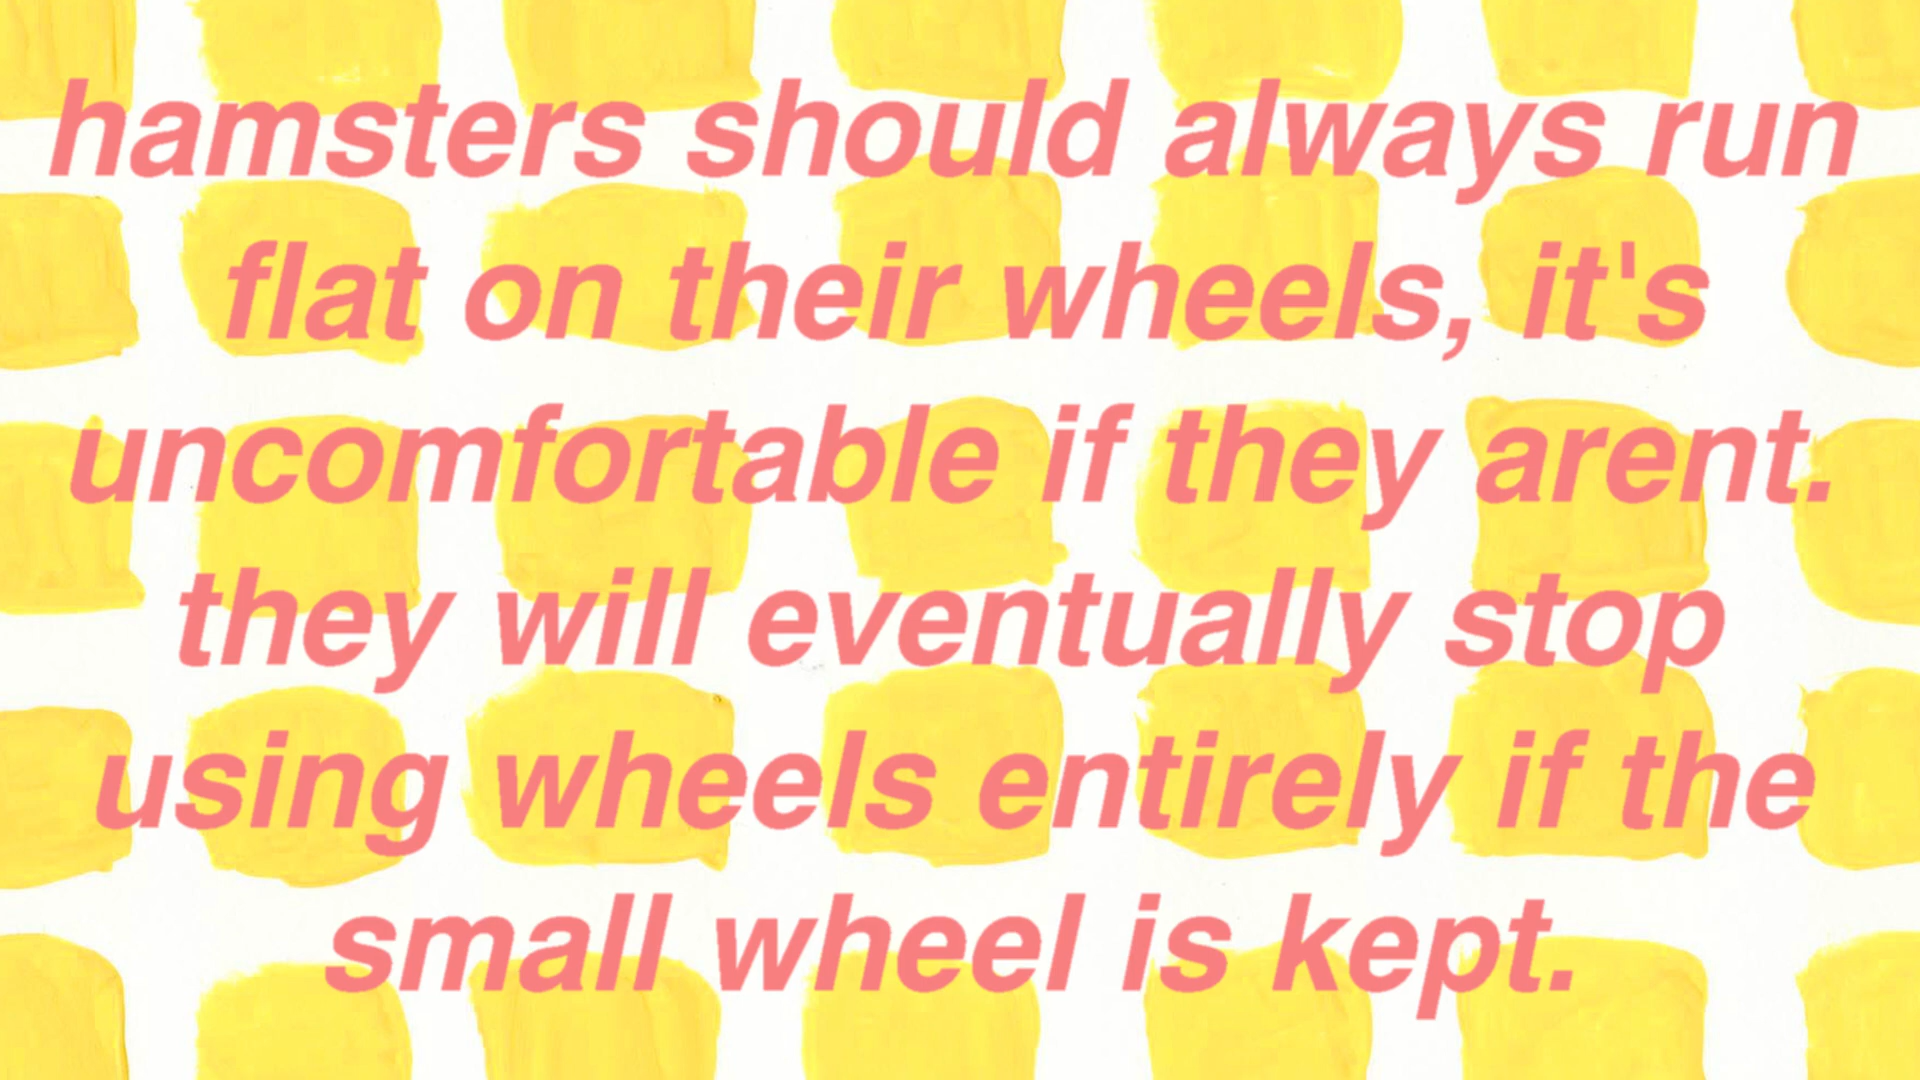 hamsters should always run
flat on their wheels, it's
uncomfortable if they arent.
they will eventually stop
using wheels entirely if the
small wheel is kept.